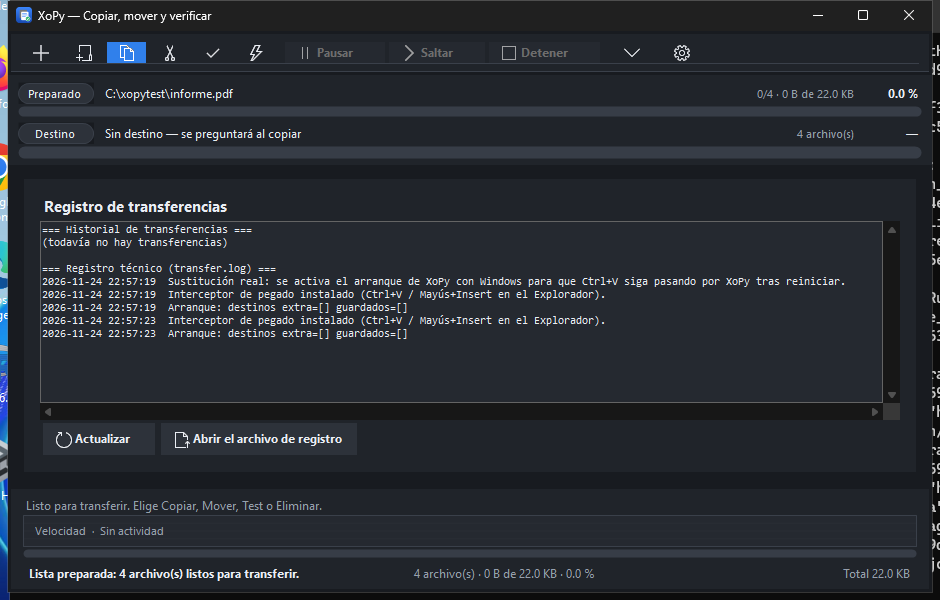 XoPy — Copiar, mover y verificar
Pausar
Saltar
Detener
Preparado C:\xopytest\informe.pdf 0/4 · 0 B de 22.0 KB 0.0 %
Destino Sin destino — se preguntará al copiar 4 archivo(s) —
Registro de transferencias
=== Historial de transferencias ===
(todavía no hay transferencias)
=== Registro técnico (transfer.log) ===
2026-11-24 22:57:19 Sustitución real: se activa el arranque de XoPy con Windows para que Ctrl+V siga pasando por XoPy tras reiniciar.
2026-11-24 22:57:19 Interceptor de pegado instalado (Ctrl+V / Mayús+Insert en el Explorador).
2026-11-24 22:57:19 Arranque: destinos extra=[] guardados=[]
2026-11-24 22:57:23 Interceptor de pegado instalado (Ctrl+V / Mayús+Insert en el Explorador).
2026-11-24 22:57:23 Arranque: destinos extra=[] guardados=[]
Actualizar
Abrir el archivo de registro
Listo para transferir. Elige Copiar, Mover, Test o Eliminar.
Velocidad · Sin actividad
Lista preparada: 4 archivo(s) listos para transferir. 4 archivo(s) · 0 B de 22.0 KB · 0.0 % Total 22.0 KB